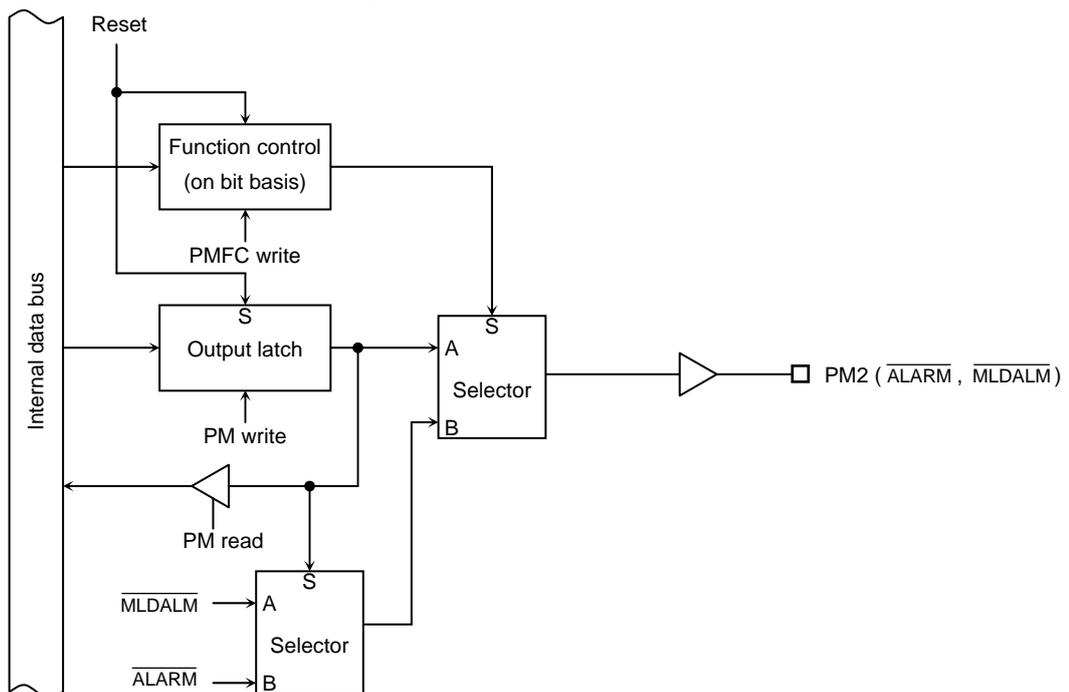 Reset
Function control
(on bit basis)
PMFC write
Internal data bus
S
Output latch
PM write
S
A
Selector
B
PM2 ( ALARM , MLDALM )
PM read
S
MLDALM
A
Selector
ALARM
B